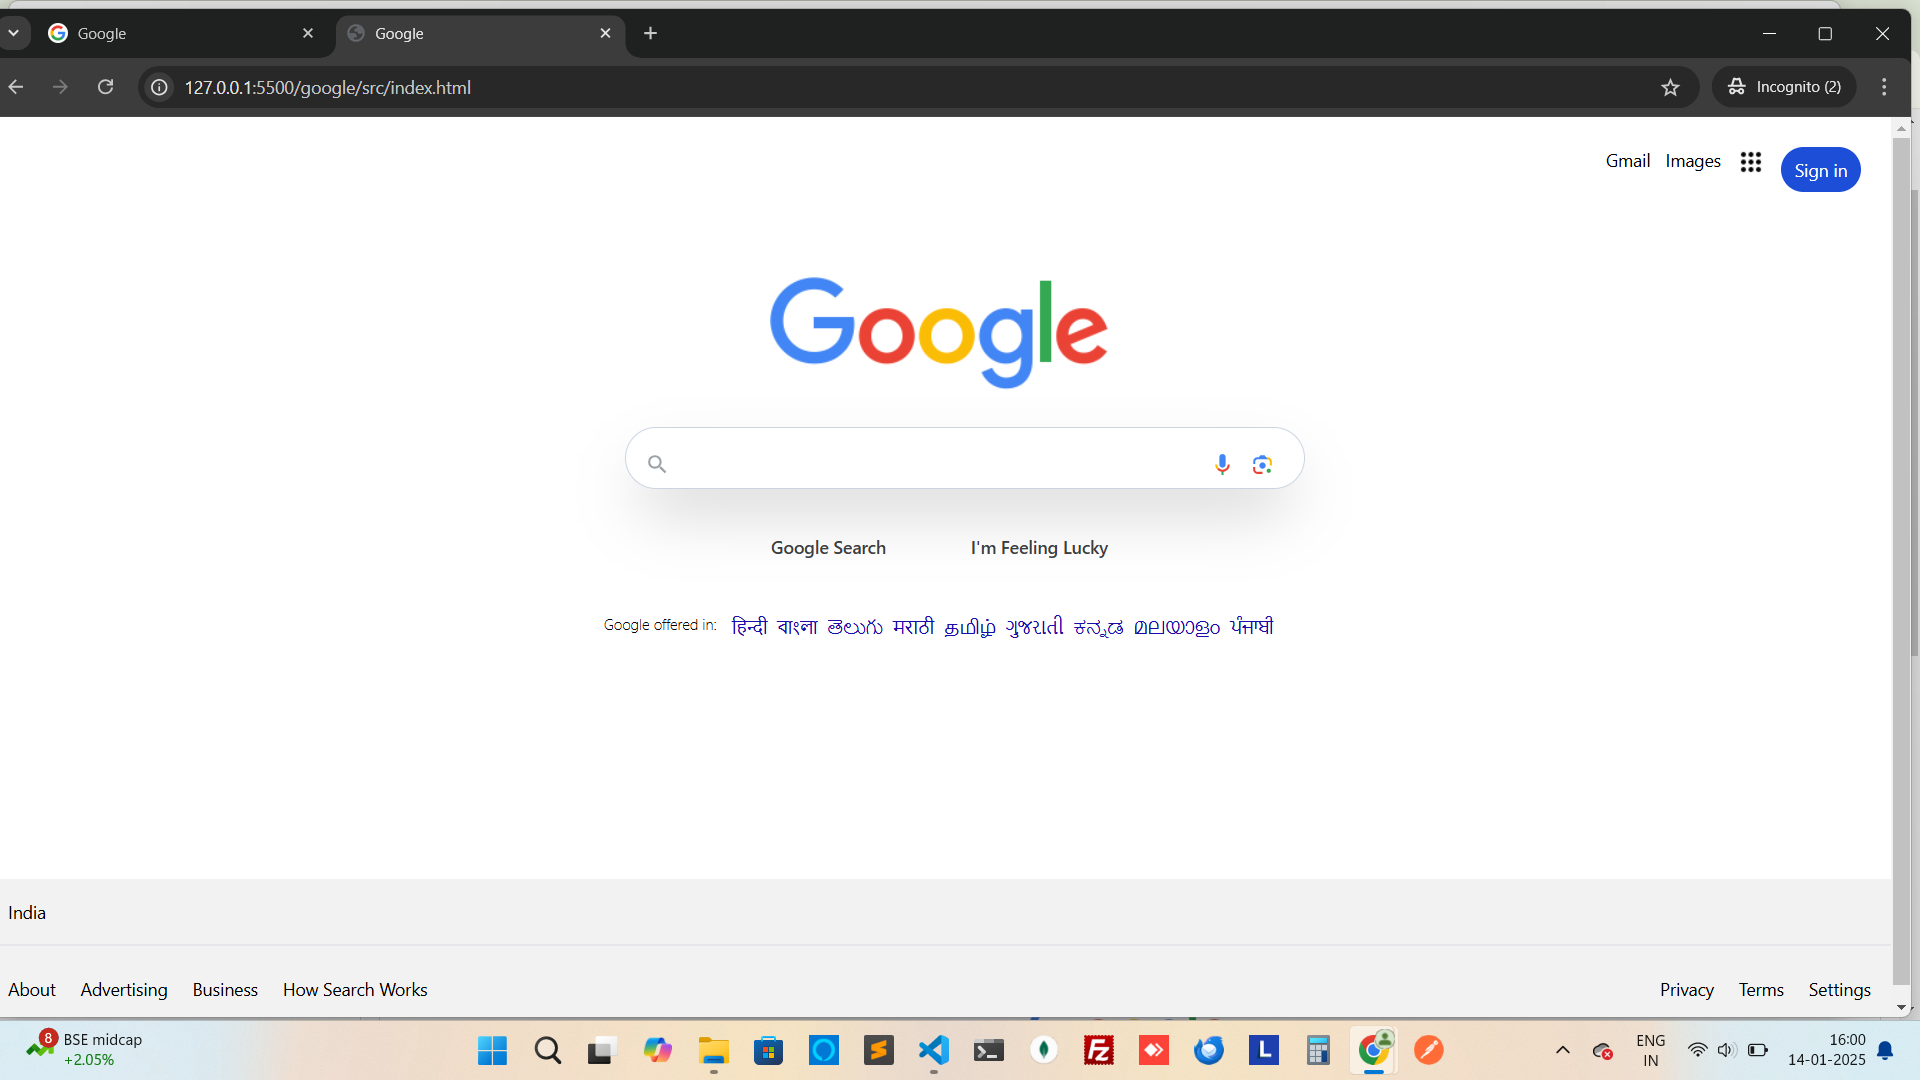 Google
Google
127.0.0.1:5500/google/src/index.html
Incognito (2)
Gmail Images Sign in
Google
Google Search I'm Feeling Lucky
Google offered in: हिन्दी বাংলা తెలుగు मराठी தமிழ் ગુજરાતી ಕನ್ನಡ മലയാളം ਪੰਜਾਬੀ
India
About Advertising Business How Search Works Privacy Terms Settings
8 BSE midcap
+2.05%
Fz
L
ENG
IN
16:00
14-01-2025